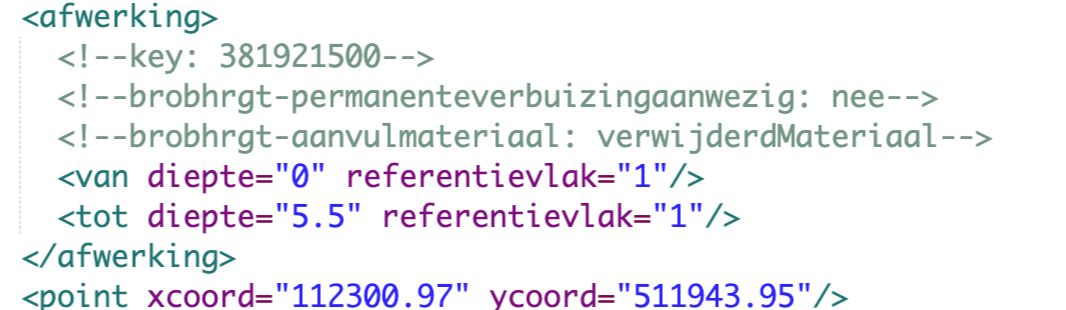 <afwerking>
<!--key: 381921500-->
<!--brobhrgt-permanenteverbuizingaanwezig: nee-->
<!--brobhrgt-aanvulmateriaal: verwijderdMateriaal-->
<van diepte="0" referentievlak="1"/>
<tot diepte="5.5" referentievlak="1"/>
</afwerking>
<point xcoord="112300.97" ycoord="511943.95"/>